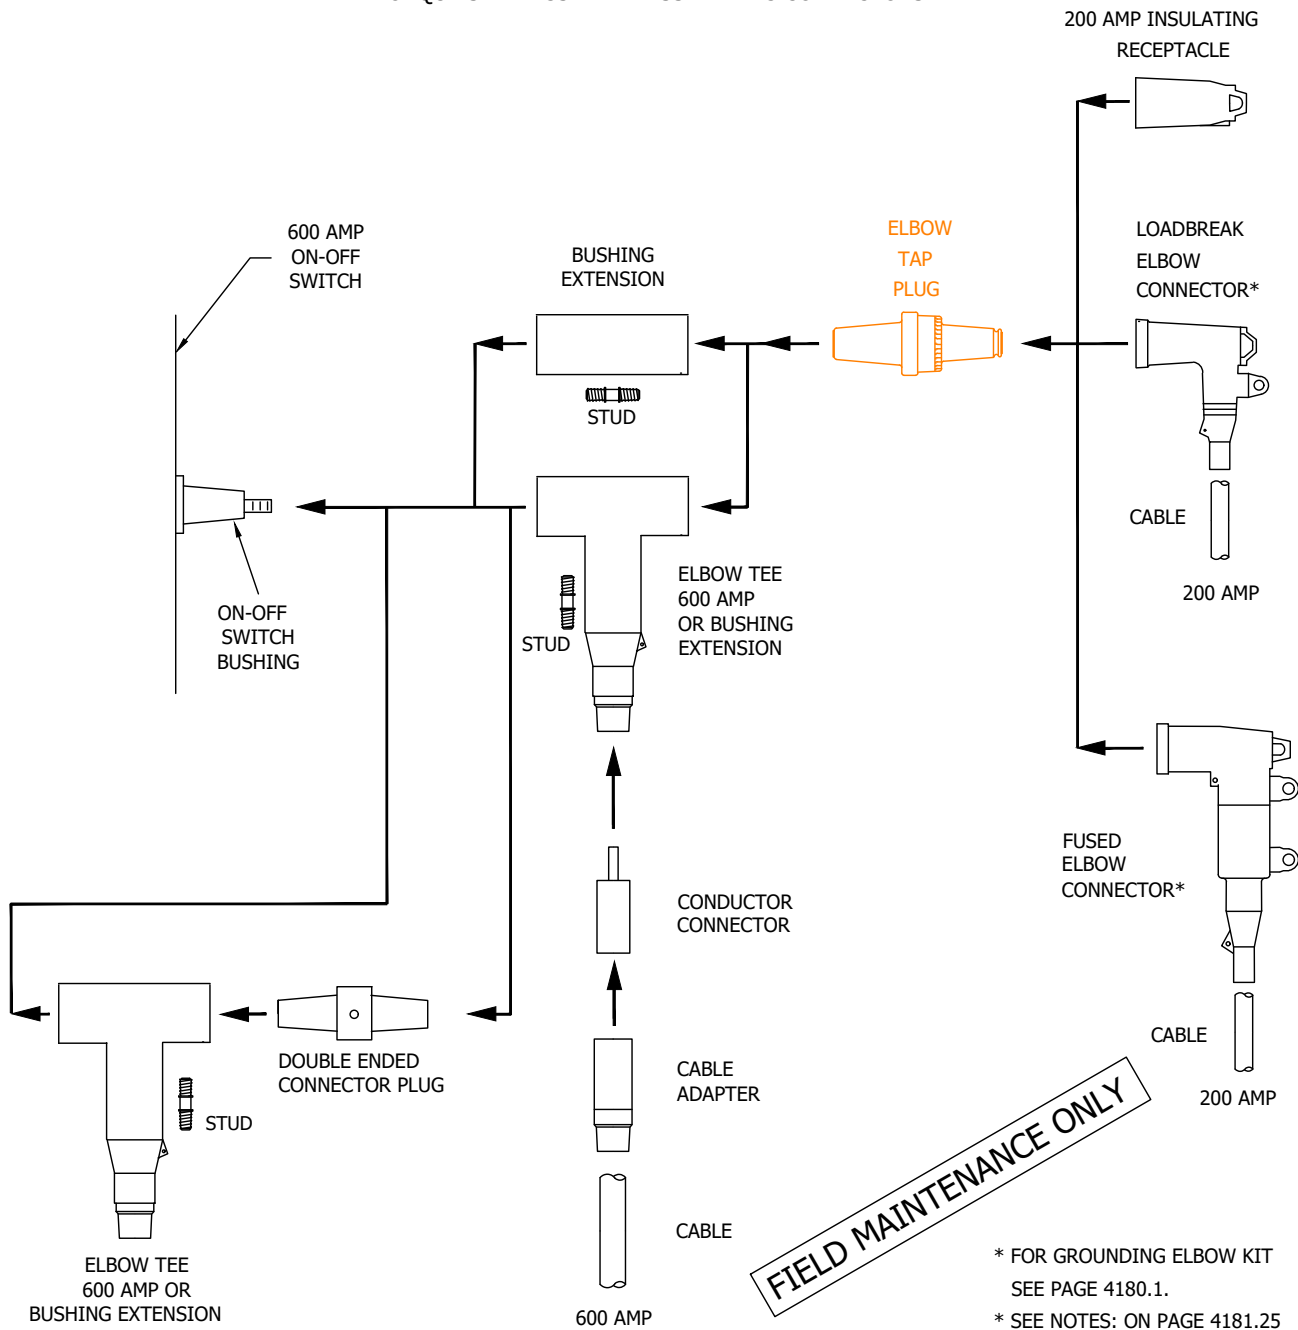 200 AMP INSULATING
RECEPTACLE
600 AMP
ON-OFF
SWITCH
BUSHING
EXTENSION
ELBOW
TAP
PLUG
LOADBREAK
ELBOW
CONNECTOR*
STUD
CABLE
200 AMP
ON-OFF
SWITCH
BUSHING
STUD
ELBOW TEE
600 AMP
OR BUSHING
EXTENSION
FUSED
ELBOW
CONNECTOR*
CONDUCTOR
CONNECTOR
DOUBLE ENDED
CONNECTOR PLUG
STUD
CABLE
ADAPTER
CABLE
200 AMP
FIELD MAINTENANCE ONLY
CABLE
ELBOW TEE
600 AMP OR
BUSHING EXTENSION
600 AMP
* FOR GROUNDING ELBOW KIT
SEE PAGE 4180.1.
* SEE NOTES: ON PAGE 4181.25